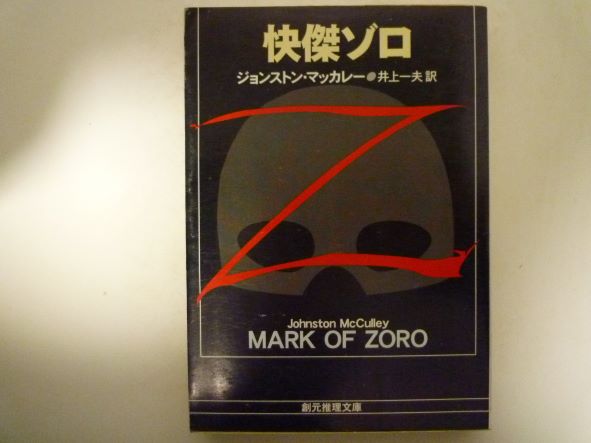 快傑ゾロ
ジョンストン・マッカレー●井上一夫 訳
Z
Johnston McCulley
MARK OF ZORO
創元推理文庫